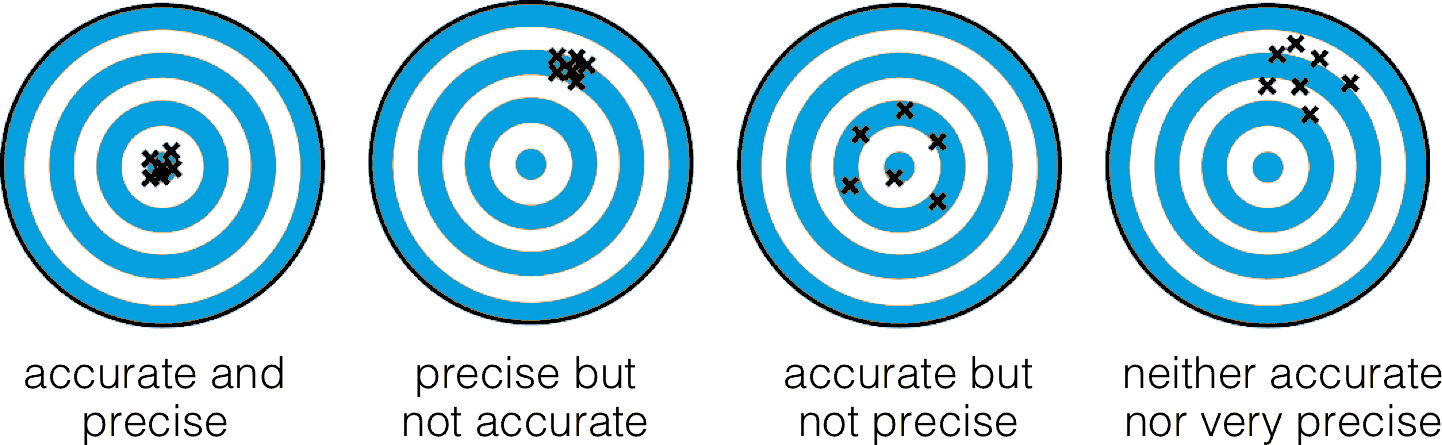 accurate and
precise
precise but
not accurate
accurate but
not precise
neither accurate
nor very precise